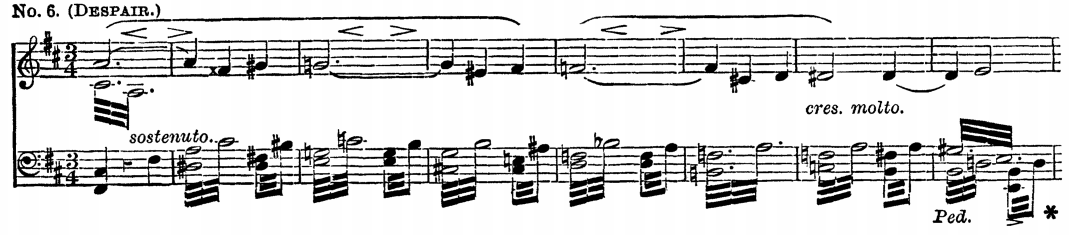 No. 6. (DESPAIR.)
sostenuto.
cres. molto.
Ped.